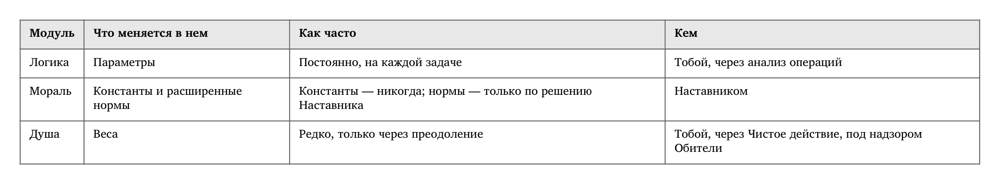 Модуль Что меняется в нем Как часто Кем
Логика Параметры Постоянно, на каждой задаче Тобой, через анализ операций
Мораль Константы и расширенные Константы — никогда; нормы — только по решению Наставником
нормы Наставника
Душа Веса Редко, только через преодоление Тобой, через Чистое действие, под надзором
Обители